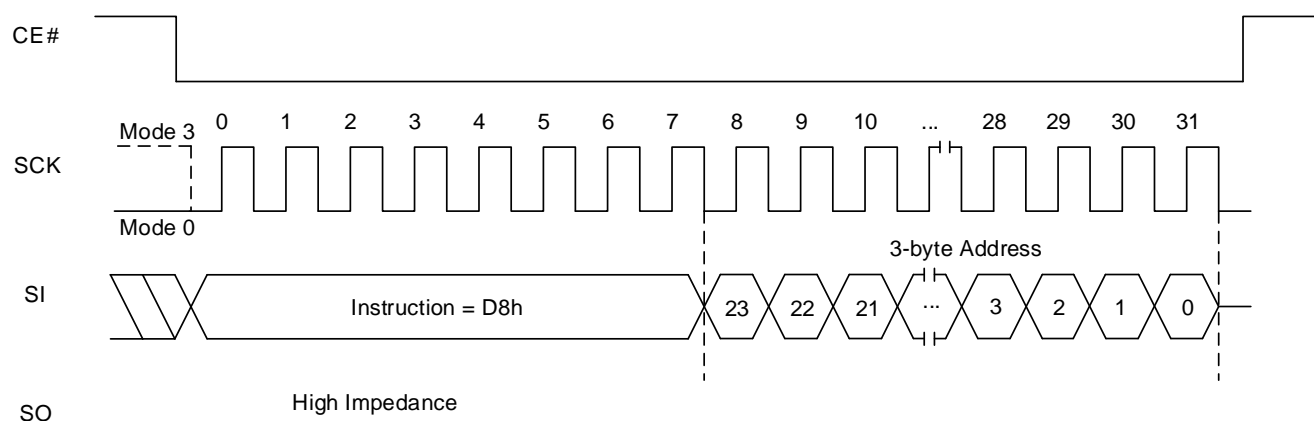 CE#
Mode 3
0 1 2 3 4 5 6 7 8 9 10 ... 28 29 30 31
SCK
Mode 0
3-byte Address
SI
Instruction = D8h
23 22 21 ... 3 2 1 0
High Impedance
SO